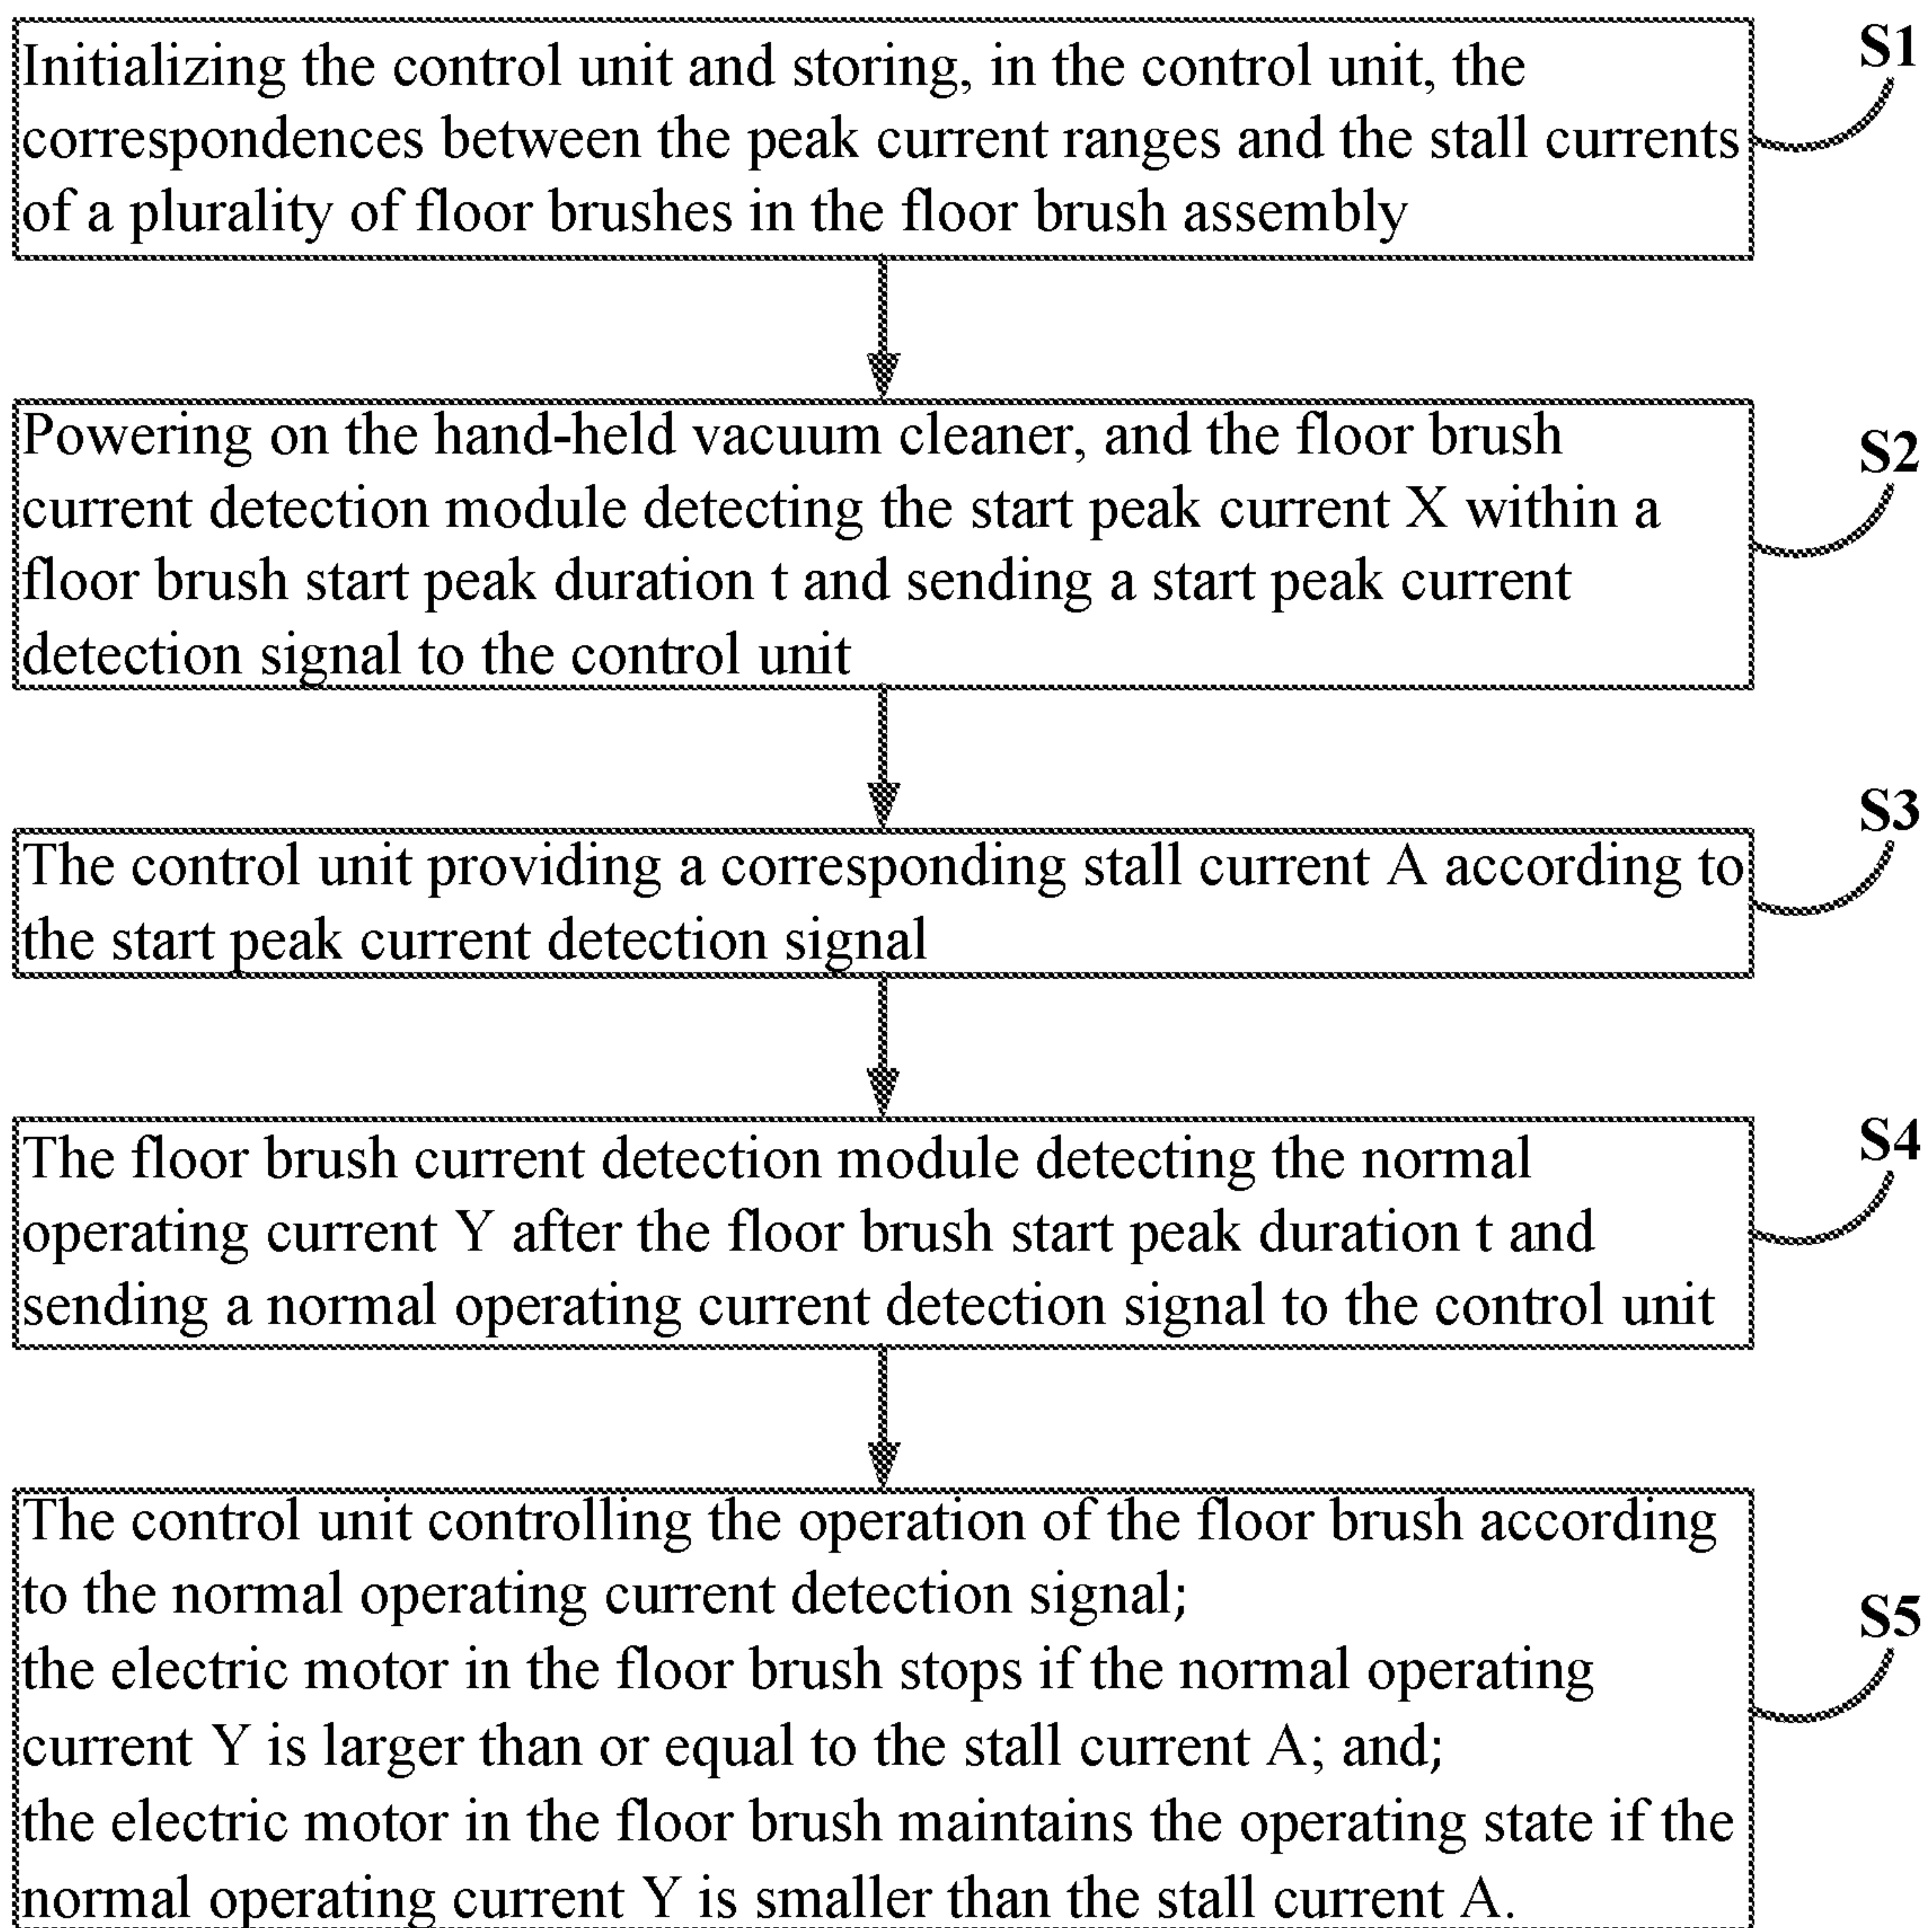 Initializing the control unit and storing, in the control unit, the
correspondences between the peak current ranges and the stall currents
of a plurality of floor brushes in the floor brush assembly
S1
Powering on the hand-held vacuum cleaner, and the floor brush
current detection module detecting the start peak current X within a
floor brush start peak duration t and sending a start peak current
detection signal to the control unit
S2
The control unit providing a corresponding stall current A according to
the start peak current detection signal
S3
The floor brush current detection module detecting the normal
operating current Y after the floor brush start peak duration t and
sending a normal operating current detection signal to the control unit
S4
The control unit controlling the operation of the floor brush according
to the normal operating current detection signal;
the electric motor in the floor brush stops if the normal operating
current Y is larger than or equal to the stall current A; and;
the electric motor in the floor brush maintains the operating state if the
normal operating current Y is smaller than the stall current A.
S5